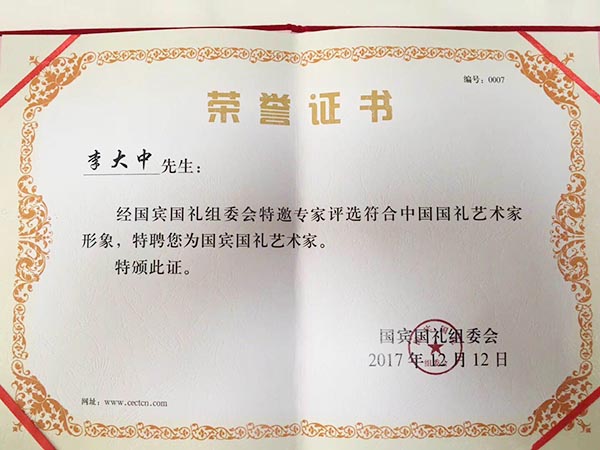 编号：0007
荣誉证书
李大中先生：
经国宾国礼组委会特邀专家评选符合中国国礼艺术家
形象，特聘您为国宾国礼艺术家。
特颁此证。
国宾国礼组委会
2017年12月12日
组委会
网址：www.cectcn.com